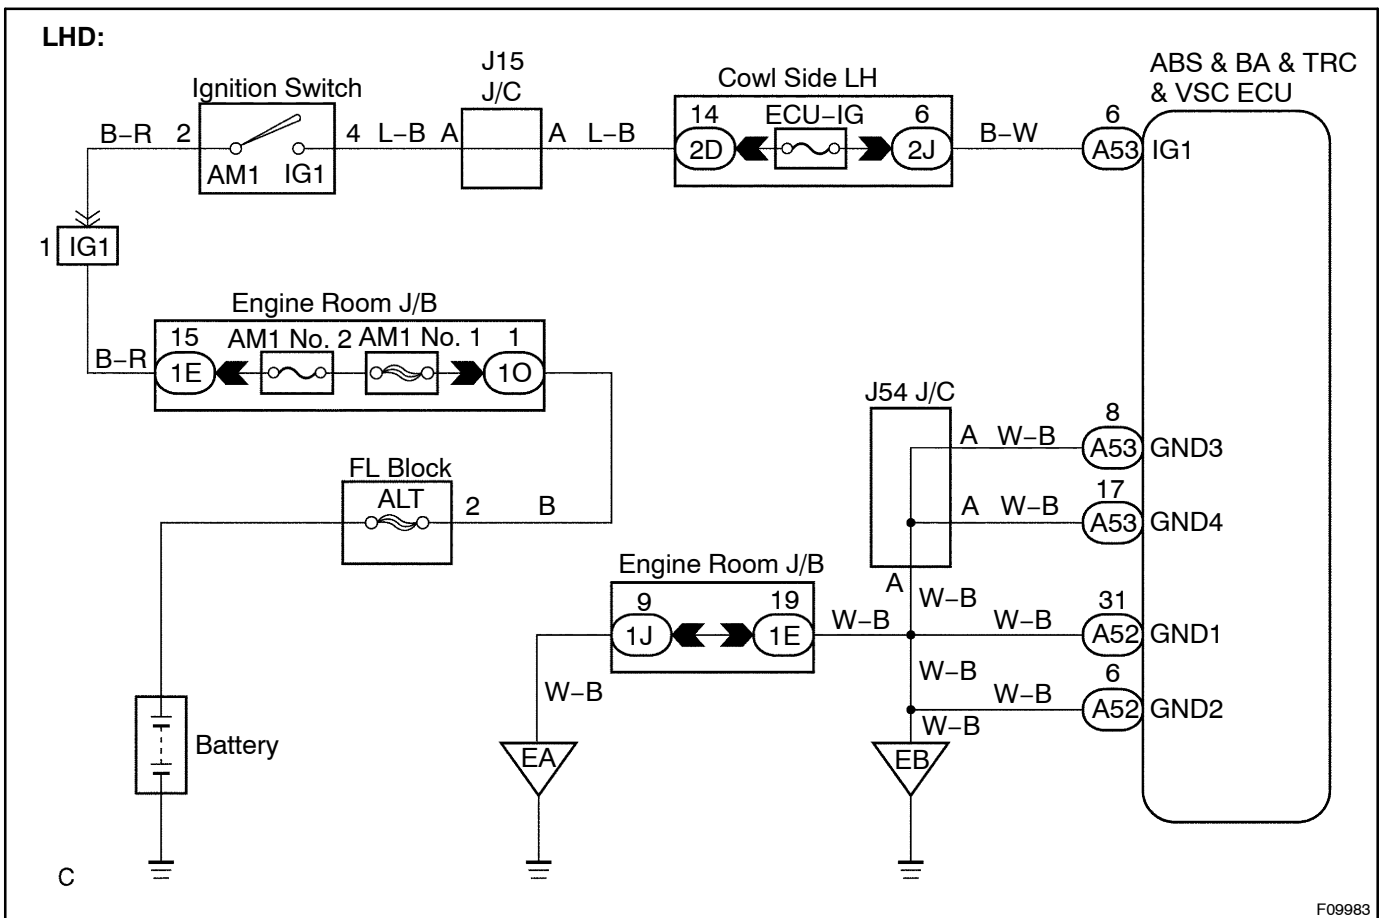 LHD:
J15
J/C
Ignition Switch
B–R 2
AM1 IG1
4 L–B A
A L–B
Cowl Side LH
14 ECU–IG 6
2D 2J
B–W
6
A53 IG1
ABS & BA & TRC
& VSC ECU
1 IG1
Engine Room J/B
15 AM1 No. 2 AM1 No. 1 1
B–R
1E 1O
FL Block
ALT
2 B
J54 J/C
A W–B
8
A53 GND3
A W–B
17
A53 GND4
A
W–B
Engine Room J/B
9 19
1J 1E
W–B
W–B
31
A52 GND1
W–B
W–B
6
A52 GND2
W–B
W–B
EA
EB
Battery
C
F09983